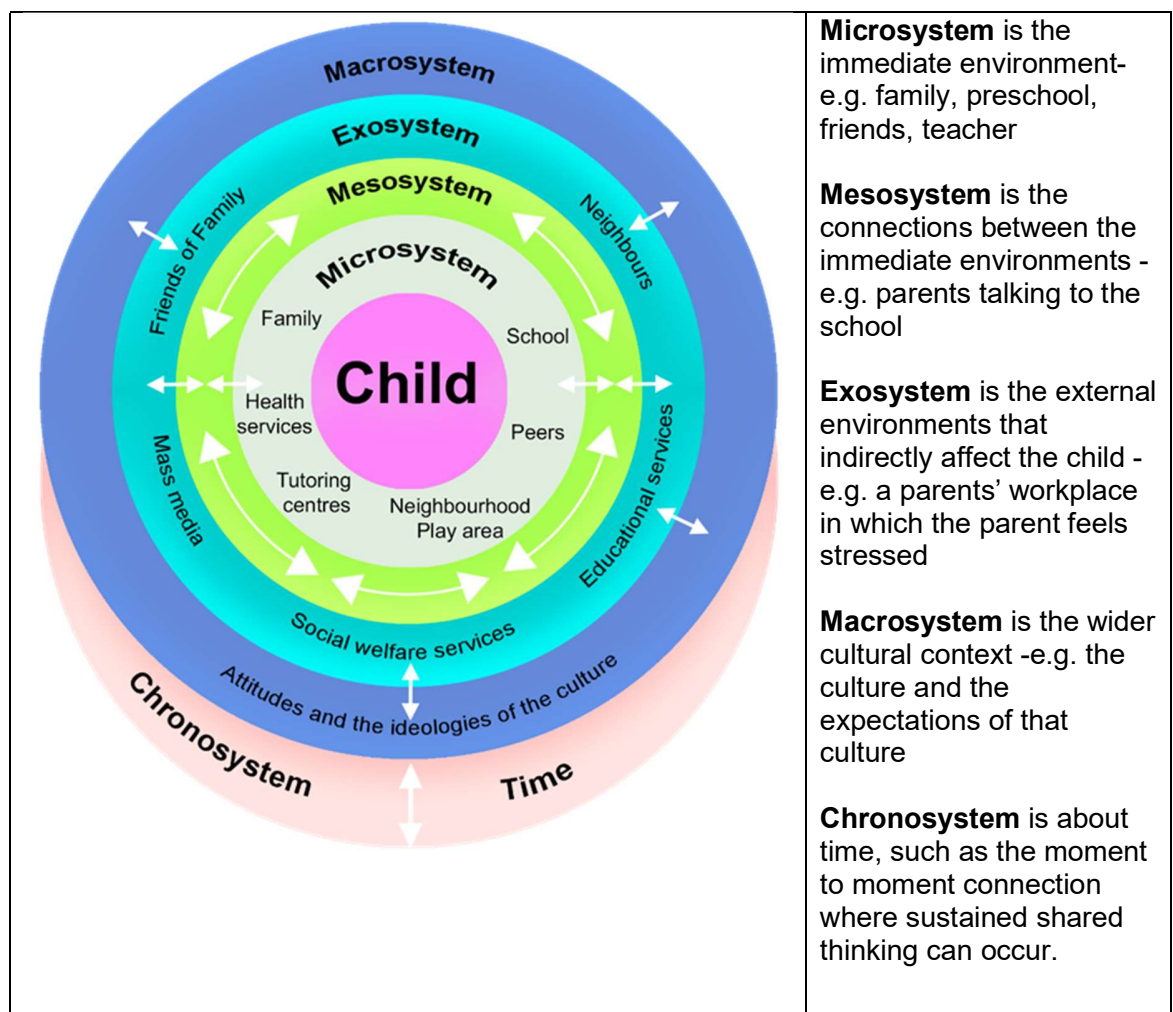 Macrosystem
Exosystem
Mesosystem
Microsystem
Friends of Family
Neighbours
Family
School
Child
Health
services
Peers
Tutoring
centres
Neighbourhood
Play area
Mass media
Educational services
Social welfare services
Attitudes and the ideologies of the culture
Chronosystem
Time
Microsystem is the
immediate environment-
e.g. family, preschool,
friends, teacher
Mesosystem is the
connections between the
immediate environments -
e.g. parents talking to the
school
Exosystem is the external
environments that
indirectly affect the child -
e.g. a parents’ workplace
in which the parent feels
stressed
Macrosystem is the wider
cultural context -e.g. the
culture and the
expectations of that
culture
Chronosystem is about
time, such as the moment
to moment connection
where sustained shared
thinking can occur.